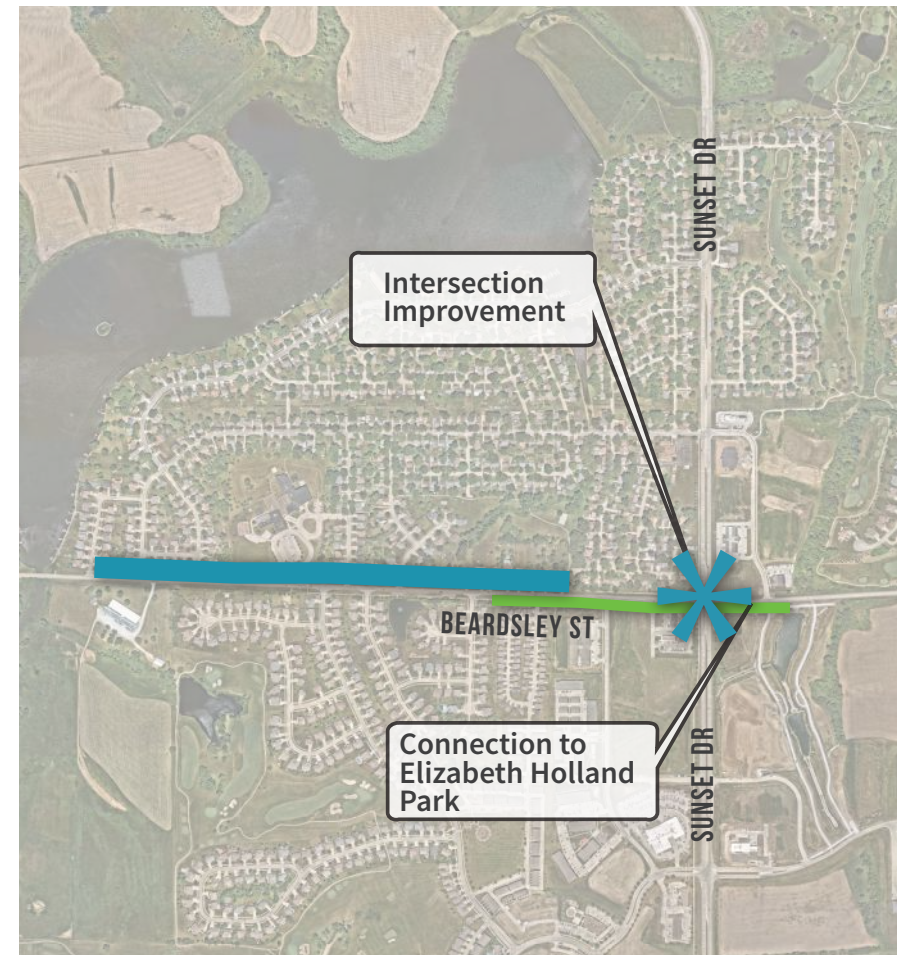 SUNSET DR
Intersection
Improvement
BEARDSLEY ST
Connection to
Elizabeth Holland
Park
SUNSET DR